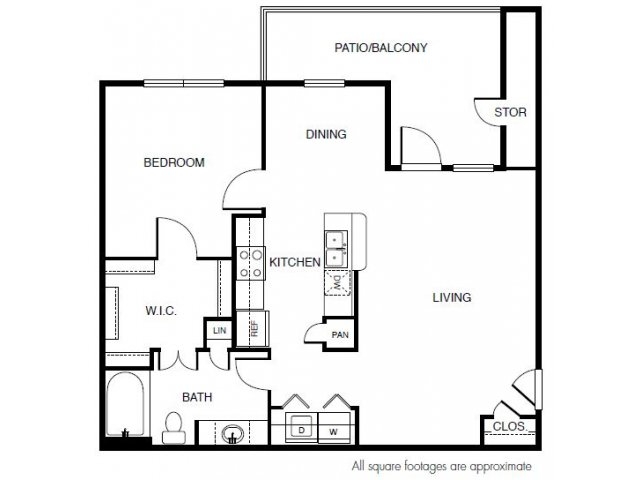 PATIO/BALCONY
STOR
DINING
BEDROOM
KITCHEN
DW
LIVING
W.I.C.
LIN
REF
PAN
BATH
D
W
CLOS.
All square footages are approximate